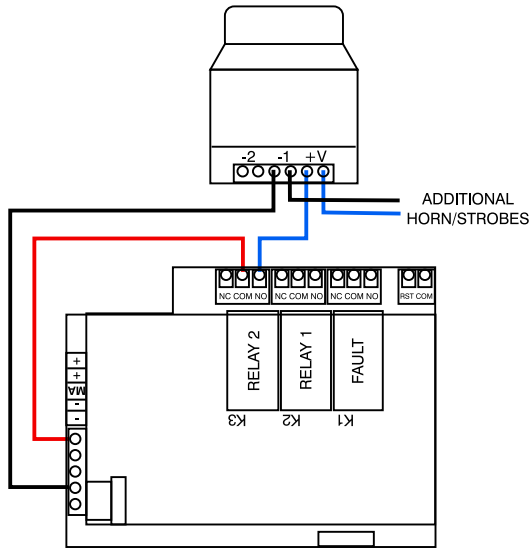 -2 -1 +V
ADDITIONAL
HORN/STROBES
NC COM NO NC COM NO NC COM NO RST COM
RELAY 2
RELAY 1
FAULT
K3 K2 K1
+
+
MA
-
-